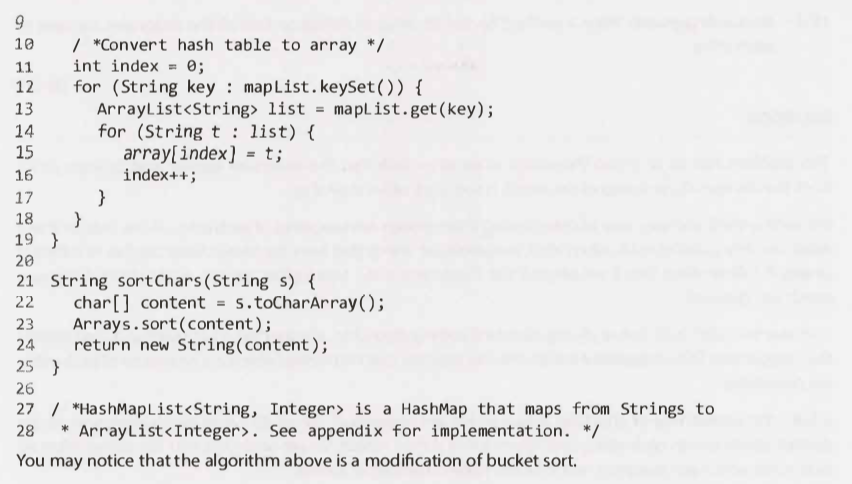 9
10 / *Convert hash table to array */
11 int index = 0;
12 for (String key : mapList.keySet()) {
13 ArrayList<String> list = mapList.get(key);
14 for (String t : list) {
15 array[index] = t;
16 index++;
17 }
18 }
19 }
20
21 String sortChars(String s) {
22 char[] content = s.toCharArray();
23 Arrays.sort(content);
24 return new String(content);
25 }
26
27 / *HashMapList<String, Integer> is a HashMap that maps from Strings to
28 * ArrayList<Integer>. See appendix for implementation. */
You may notice that the algorithm above is a modification of bucket sort.